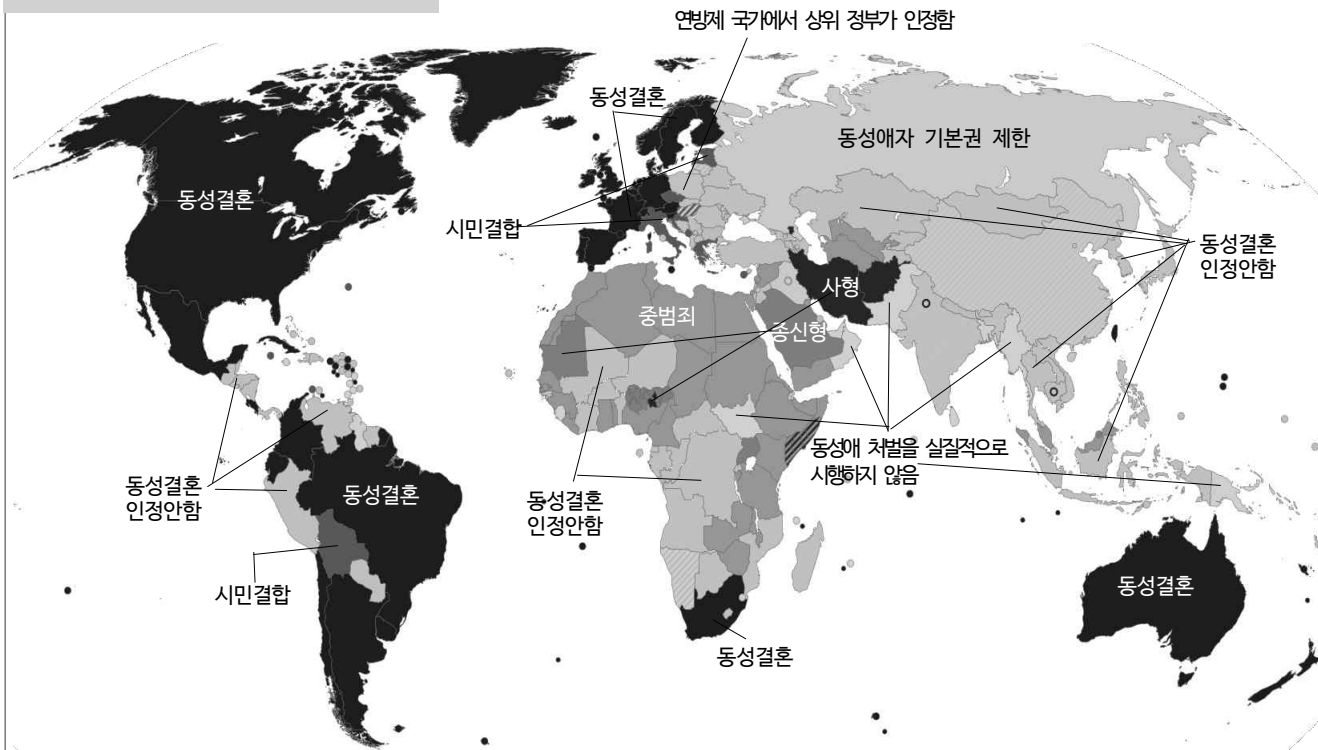 연방제 국가에서 상위 정부가 인정함
동성결혼
동성애자 기본권 제한
동성결혼
시민결합
동성결혼
인정안함
사형
중범죄
종신형
동성애 처벌을 실질적으로
시행하지 않음
동성결혼
인정안함
동성결혼
동성결혼
인정안함
시민결합
동성결혼
동성결혼